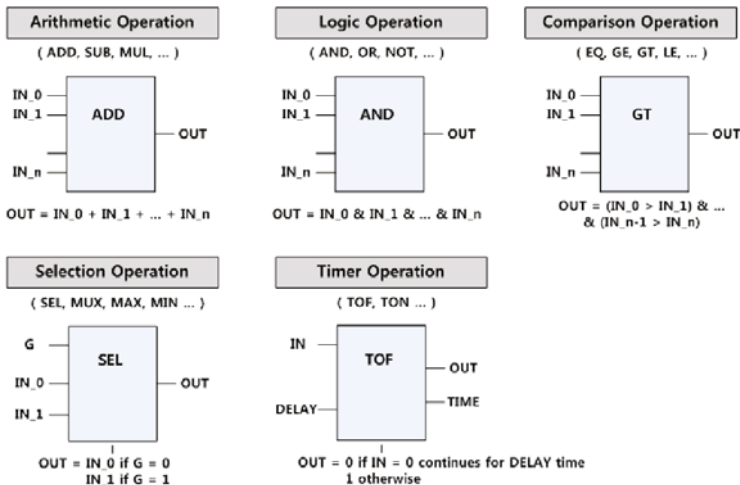 Arithmetic Operation
( ADD, SUB, MUL, ... )
IN_0
IN_1
ADD
OUT
IN_n
OUT = IN_0 + IN_1 + ... + IN_n
Logic Operation
( AND, OR, NOT, ... )
IN_0
IN_1
AND
OUT
IN_n
OUT = IN_0 & IN_1 & ... & IN_n
Comparison Operation
( EQ, GE, GT, LE, ... )
IN_0
IN_1
GT
OUT
IN_n
OUT = (IN_0 > IN_1) & ...
& (IN_n-1 > IN_n)
Selection Operation
( SEL, MUX, MAX, MIN ... )
G
SEL
IN_0
OUT
IN_1
OUT = IN_0 if G = 0
IN_1 if G = 1
Timer Operation
( TOF, TON ... )
IN
TOF
OUT
TIME
DELAY
OUT = 0 if IN = 0 continues for DELAY time
1 otherwise